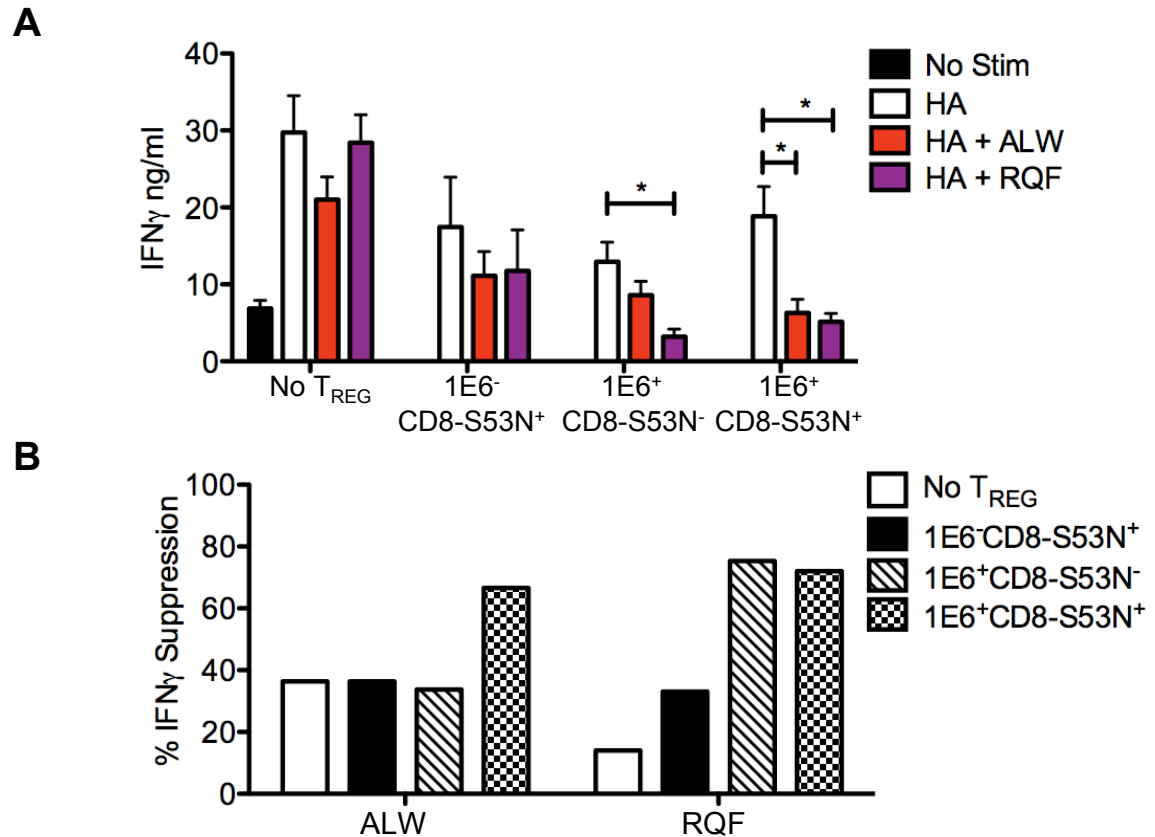 A
40
30
20
10
0
IFNγ ng/ml
No Stim
HA
HA + ALW
HA + RQF
*
*
*
No TREG
1E6-
CD8-S53N+
1E6+
CD8-S53N-
1E6+
CD8-S53N+
B
100
80
60
40
20
0
% IFNγ Suppression
No TREG
1E6-CD8-S53N+
1E6+CD8-S53N-
1E6+CD8-S53N+
ALW
RQF